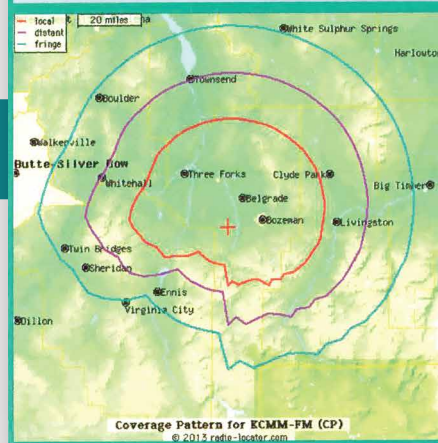 local
distant
fringe
20 miles
White Sulphur Springs
Harlowton
Townsend
Boulder
Walkerville
Butte-Silver Bow
Whitehall
Three Forks
Clyde Park
Big Timber
Belgrade
Bozeman
Livingston
Twin Bridges
Sheridan
Ennis
Virginia City
Dillon
Coverage Pattern for KCMM-FM (CP)
© 2013 radio-locator.com